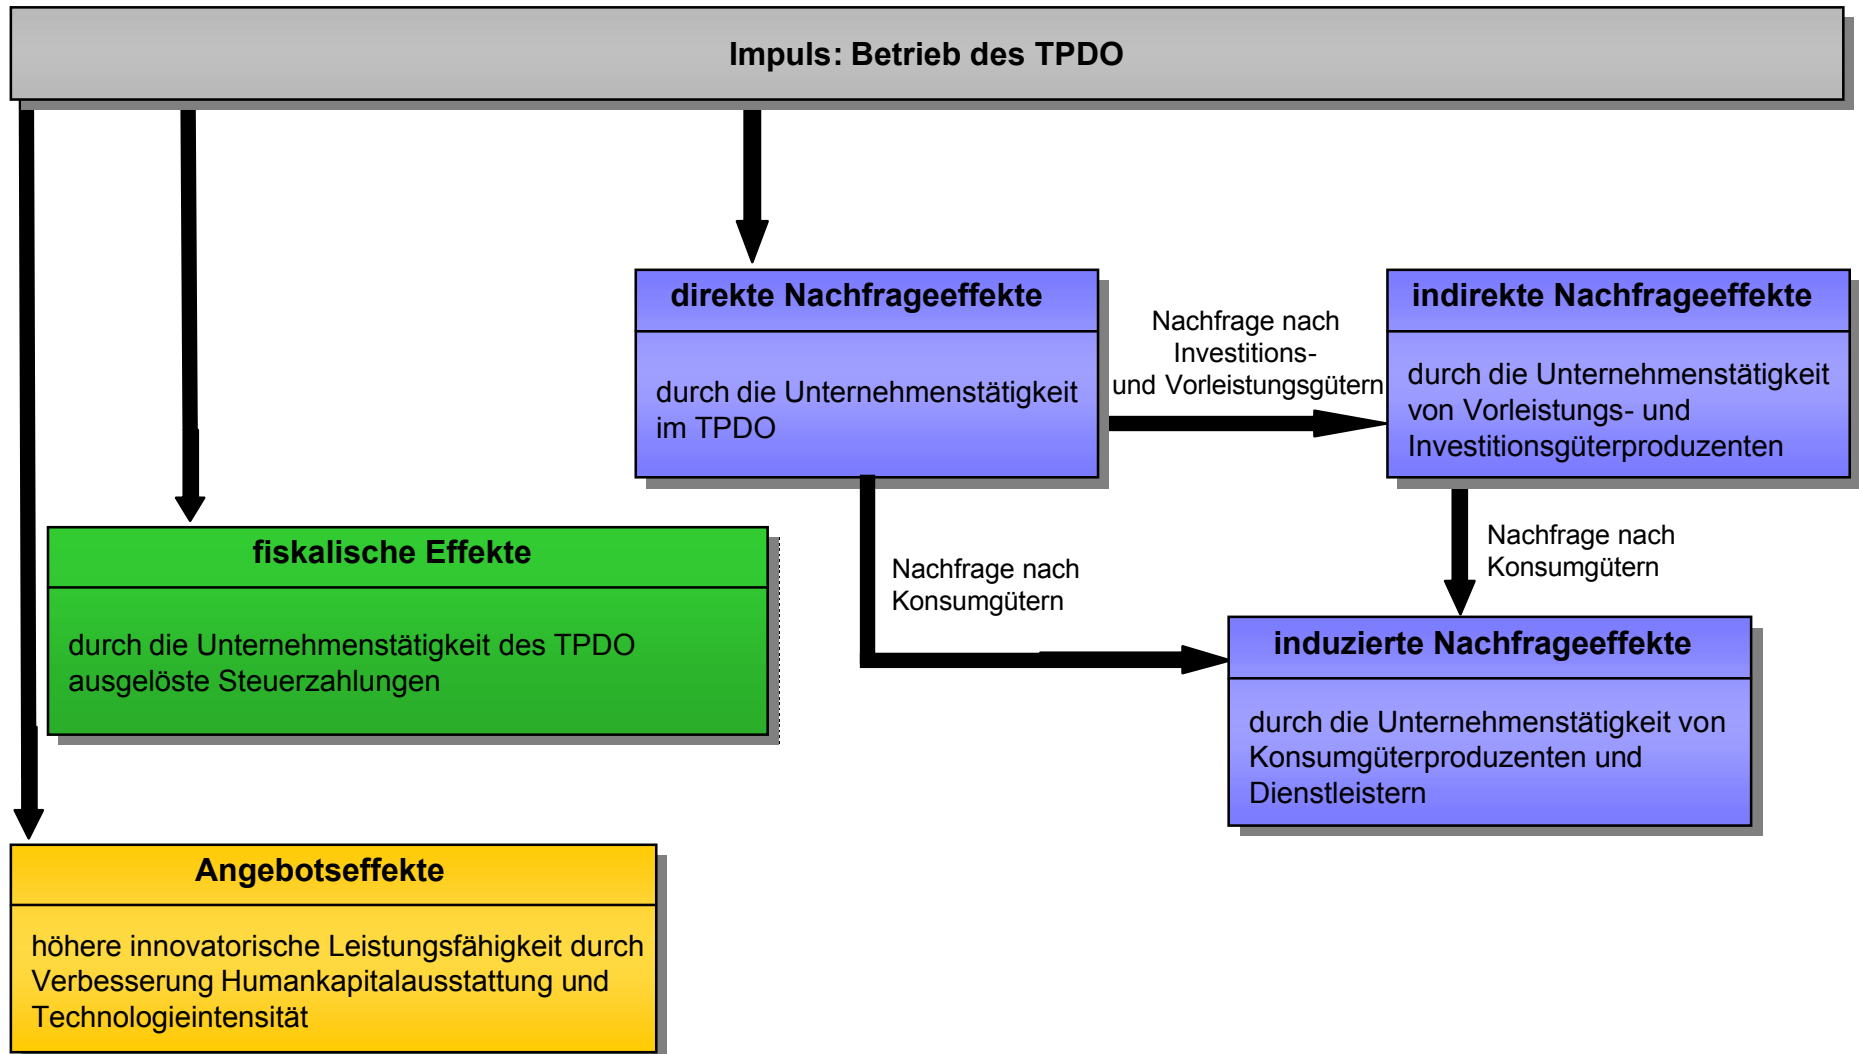 Impuls: Betrieb des TPDO
direkte Nachfrageeffekte
durch die Unternehmenstätigkeit
im TPDO
Nachfrage nach
Investitions-
und Vorleistungsgütern
indirekte Nachfrageeffekte
durch die Unternehmenstätigkeit
von Vorleistungs- und
Investitionsgüterproduzenten
Nachfrage nach
Konsumgütern
Nachfrage nach
Konsumgütern
fiskalische Effekte
durch die Unternehmenstätigkeit des TPDO
ausgelöste Steuerzahlungen
induzierte Nachfrageeffekte
durch die Unternehmenstätigkeit von
Konsumgüterproduzenten und
Dienstleistern
Angebotseffekte
höhere innovatorische Leistungsfähigkeit durch
Verbesserung Humankapitalausstattung und
Technologieintensität